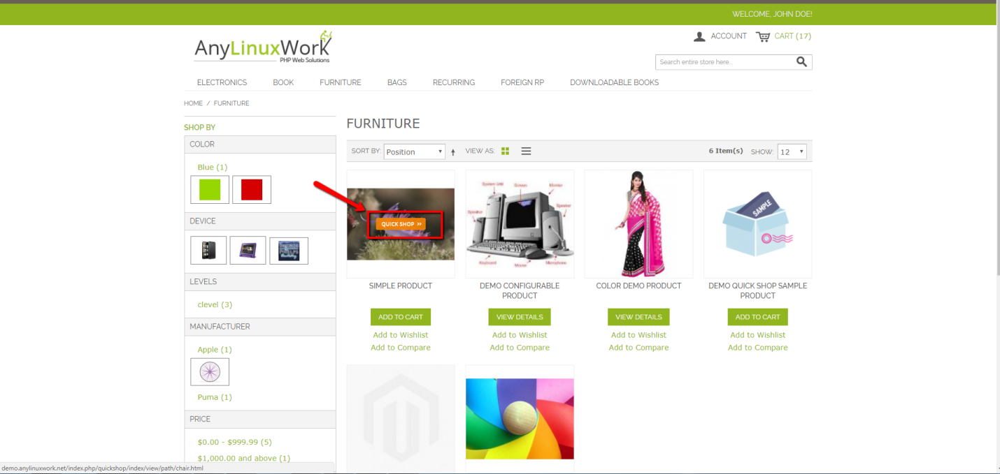 WELCOME, JOHN DOE!
ACCOUNT CART (17)
AnyLinuxWork
PHP Web Solutions
Search entire store here...
ELECTRONICS BOOK FURNITURE BAGS RECURRING FOREIGN RP DOWNLOADABLE BOOKS
HOME / FURNITURE
SHOP BY
COLOR
Blue (1)
DEVICE
LEVELS
clevel (3)
MANUFACTURER
Apple (1)
Puma (1)
PRICE
$0.00 - $999.99 (5)
$1,000.00 and above (1)
FURNITURE
SORT BY: Position VIEW AS: 6 Item(s) SHOW: 12
QUICK SHOP »
System Unit Screen Monitor
Speaker Speaker
Keyboard Mouse Microphone
SAMPLE
SIMPLE PRODUCT
ADD TO CART
Add to Wishlist
Add to Compare
DEMO CONFIGURABLE
PRODUCT
VIEW DETAILS
Add to Wishlist
Add to Compare
COLOR DEMO PRODUCT
VIEW DETAILS
Add to Wishlist
Add to Compare
DEMO QUICK SHOP SAMPLE
PRODUCT
ADD TO CART
Add to Wishlist
Add to Compare
demo.anylinuxwork.net/index.php/quickshop/index/view/path/chair.html